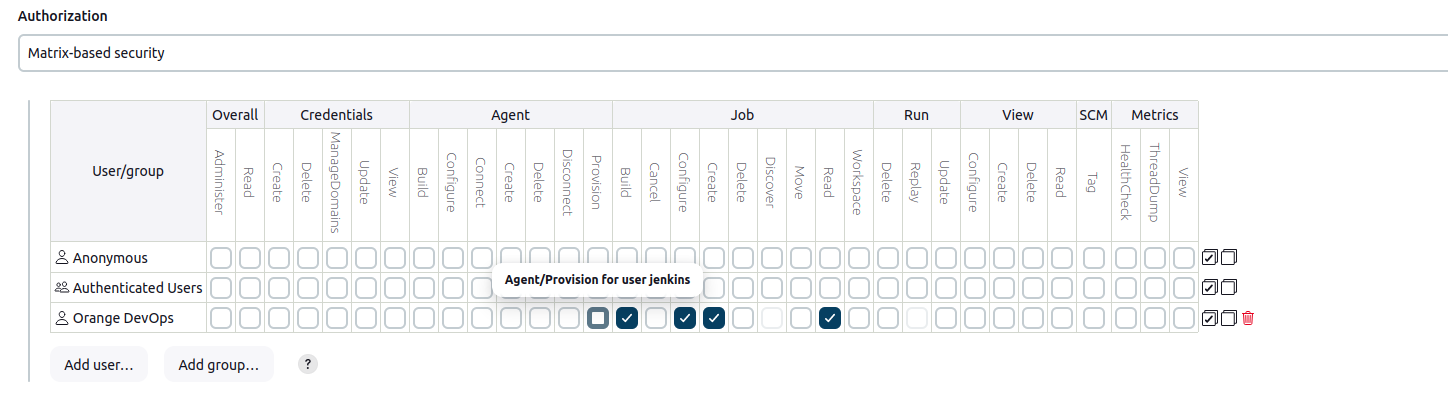 Authorization
Matrix-based security
User/group Overall Credentials Agent Job Run View SCM Metrics
Administer Read Create Delete ManageDomains Update View Build Configure Connect Create Delete Disconnect Provision Build Cancel Configure Create Delete Discover Move Read Workspace Delete Replay Update Configure Create Delete Read Tag HealthCheck ThreadDump View
Anonymous
Agent/Provision for user jenkins
Authenticated Users
Orange DevOps
Add user… Add group… ?